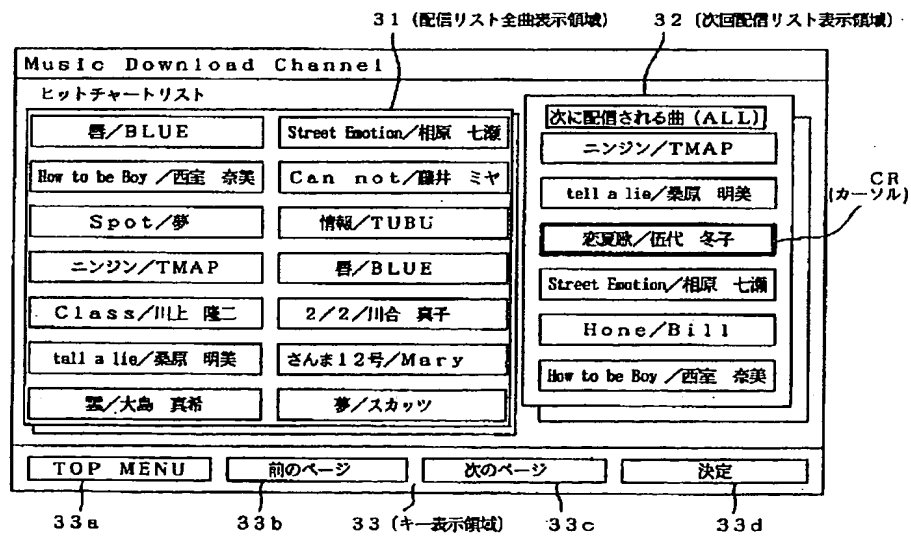 31 (配信リスト全曲表示領域)
32 (次回配信リスト表示領域)
Music Download Channel
ヒットチャートリスト
唇／BLUE
Street Emotion／相原 七瀬
How to be Boy ／西室 奈美
Can not／藤井 ミヤ
Spot／夢
情報／TUBU
ニンジン／TMAP
唇／BLUE
Class／川上 隆二
2／2／川合 真子
tell a lie／桑原 明美
さんま12号／Mary
雲／大島 真希
夢／スカッツ
次に配信される曲 (ALL)
ニンジン／TMAP
tell a lie／桑原 明美
恋夏歌／伍代 冬子
Street Emotion／相原 七瀬
Hone／Bill
How to be Boy ／西室 奈美
CR
(カーソル)
TOP MENU
前のページ
次のページ
決定
33a
33b
33 (キー表示領域)
33c
33d